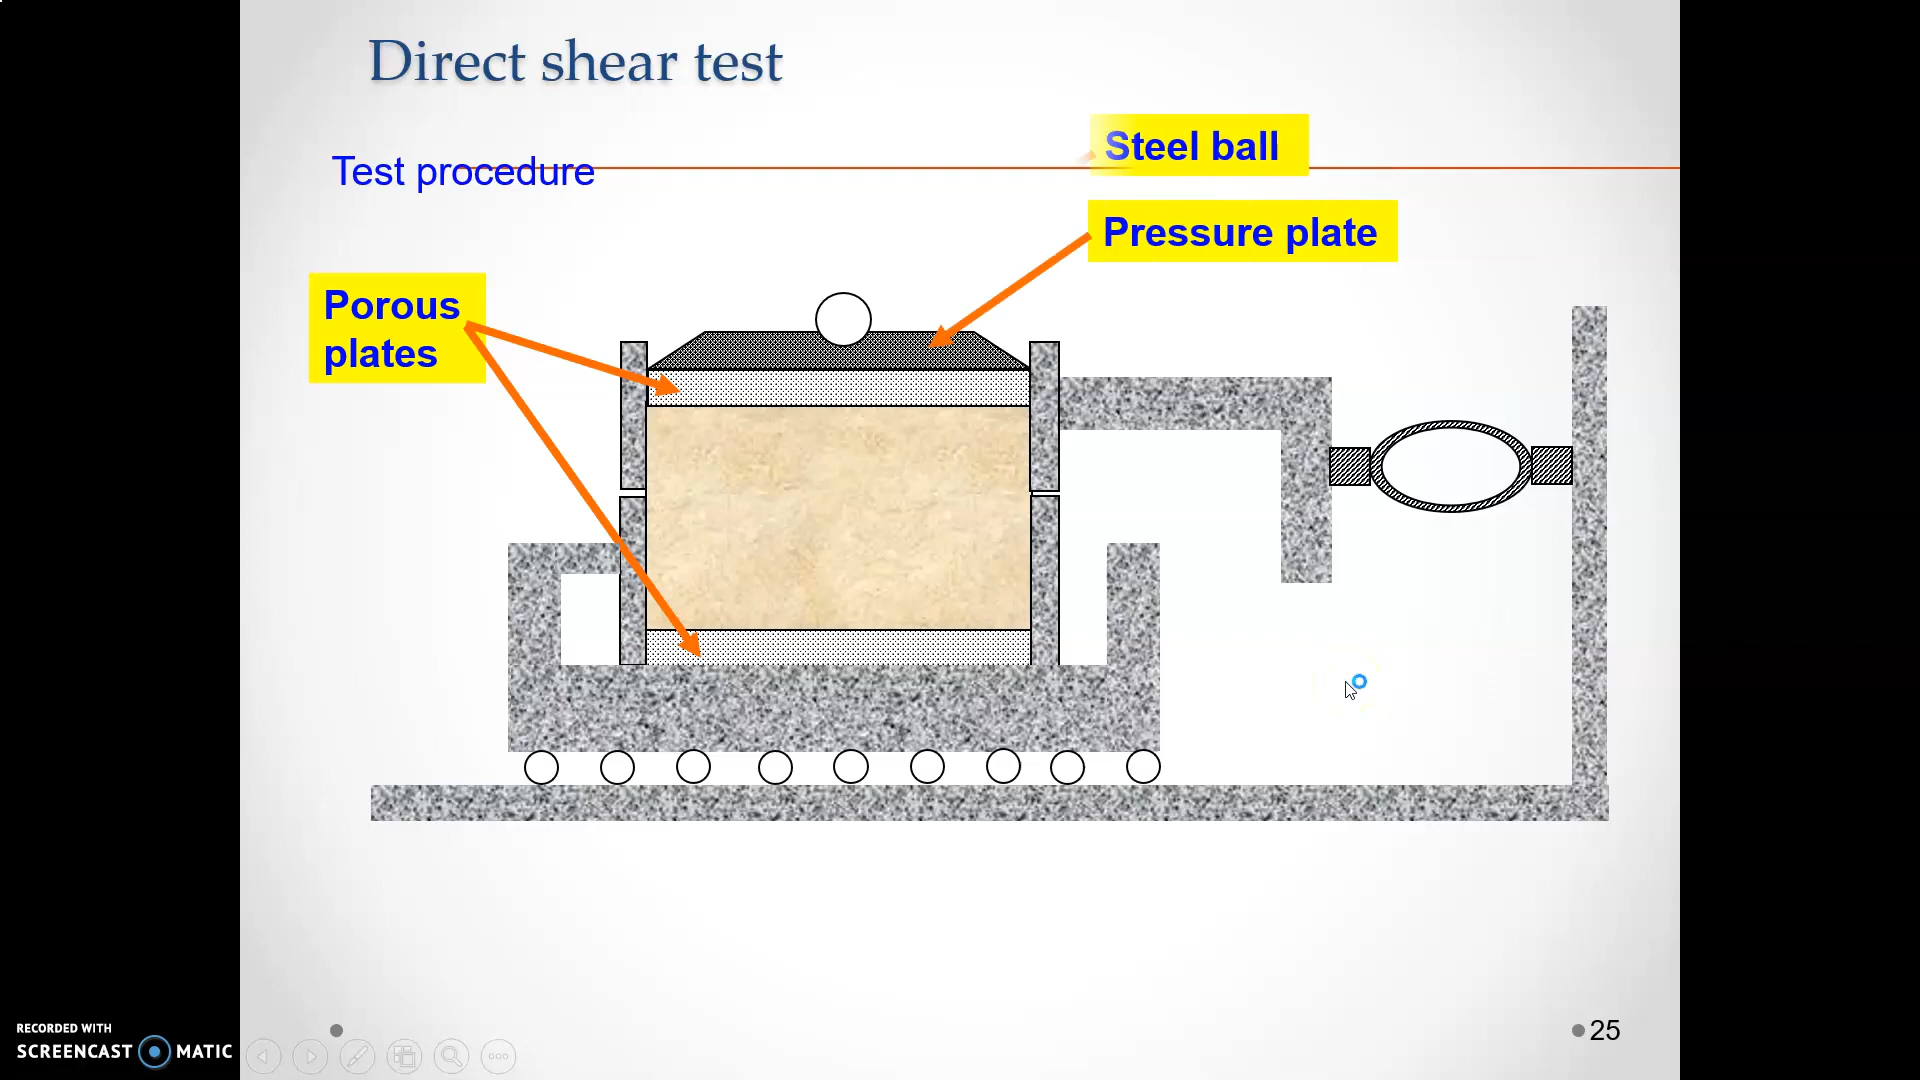 Direct shear test
Steel ball
Test procedure
Pressure plate
Porous
plates
25
RECORDED WITH
SCREENCAST MATIC